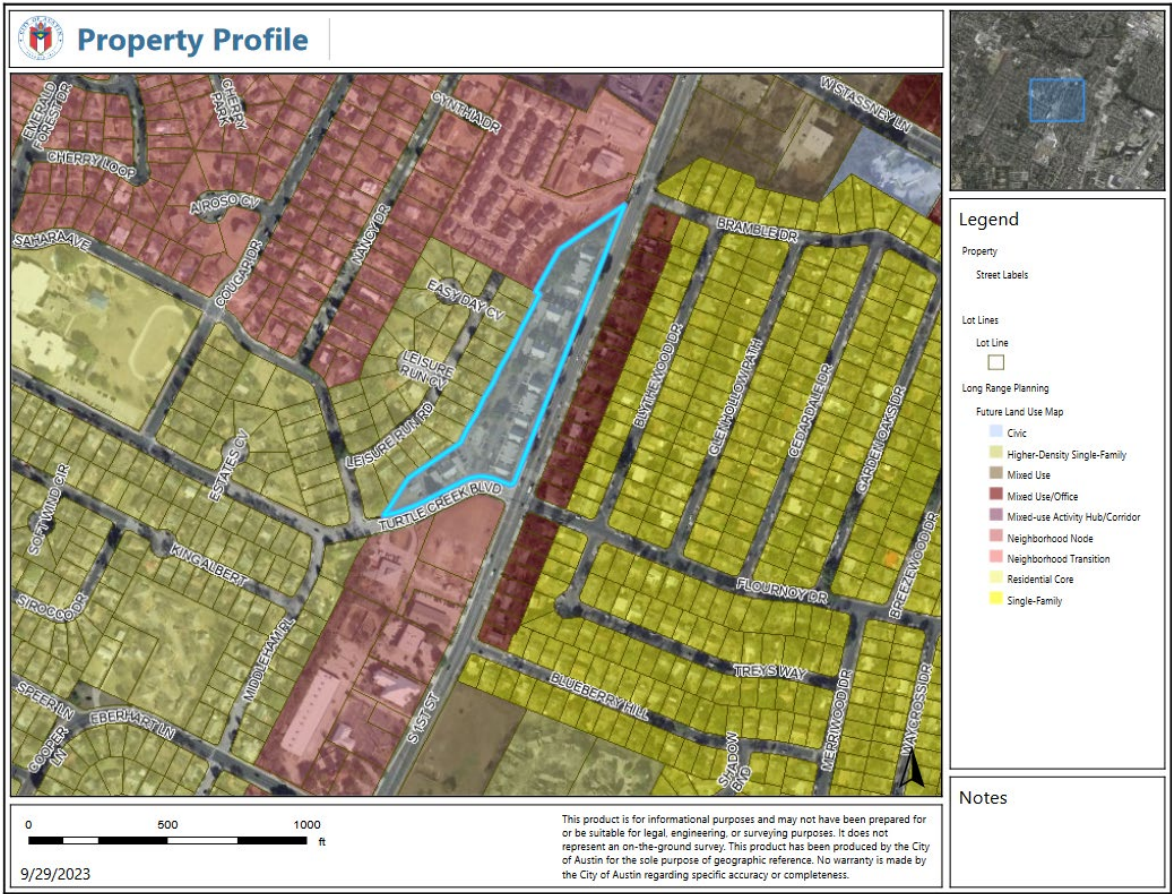 CITY OF AUSTIN
Property Profile
EMERALD
FOREST DR
CHERRY
PARK
CYNTHIA DR
W STASSNEY LN
CHERRY LOOP
AIROSO CV
NANCY DR
BRAMBLE DR
SAHARA AVE
COUGAR DR
EASY DAY CV
LEISURE
RUN CV
BLYTHEWOOD DR
GLENHOLLOW PATH
CEDARDALE DR
GARDEN OAKS DR
LEISURE RUN RD
ESTATES CV
TURTLE CREEK BLVD
SOFTWIND CIR
KING ALBERT
FLOURNOY DR
BREEZEWOOD DR
SIROCCO DR
MIDDLEHAM PL
TREYS WAY
SPEER LN
EBERHART LN
COOPER
LN
S 1ST ST
BLUEBERRY HILL
SHADOW
BND
MERRIWOOD DR
WAYCROSS DR
Legend
Property
Street Labels
Lot Lines
Lot Line
Long Range Planning
Future Land Use Map
Civic
Higher-Density Single-Family
Mixed Use
Mixed Use/Office
Mixed-use Activity Hub/Corridor
Neighborhood Node
Neighborhood Transition
Residential Core
Single-Family
Notes
0 500 1000
ft
9/29/2023
This product is for informational purposes and may not have been prepared for
or be suitable for legal, engineering, or surveying purposes. It does not
represent an on-the-ground survey. This product has been produced by the City
of Austin for the sole purpose of geographic reference. No warranty is made by
the City of Austin regarding specific accuracy or completeness.